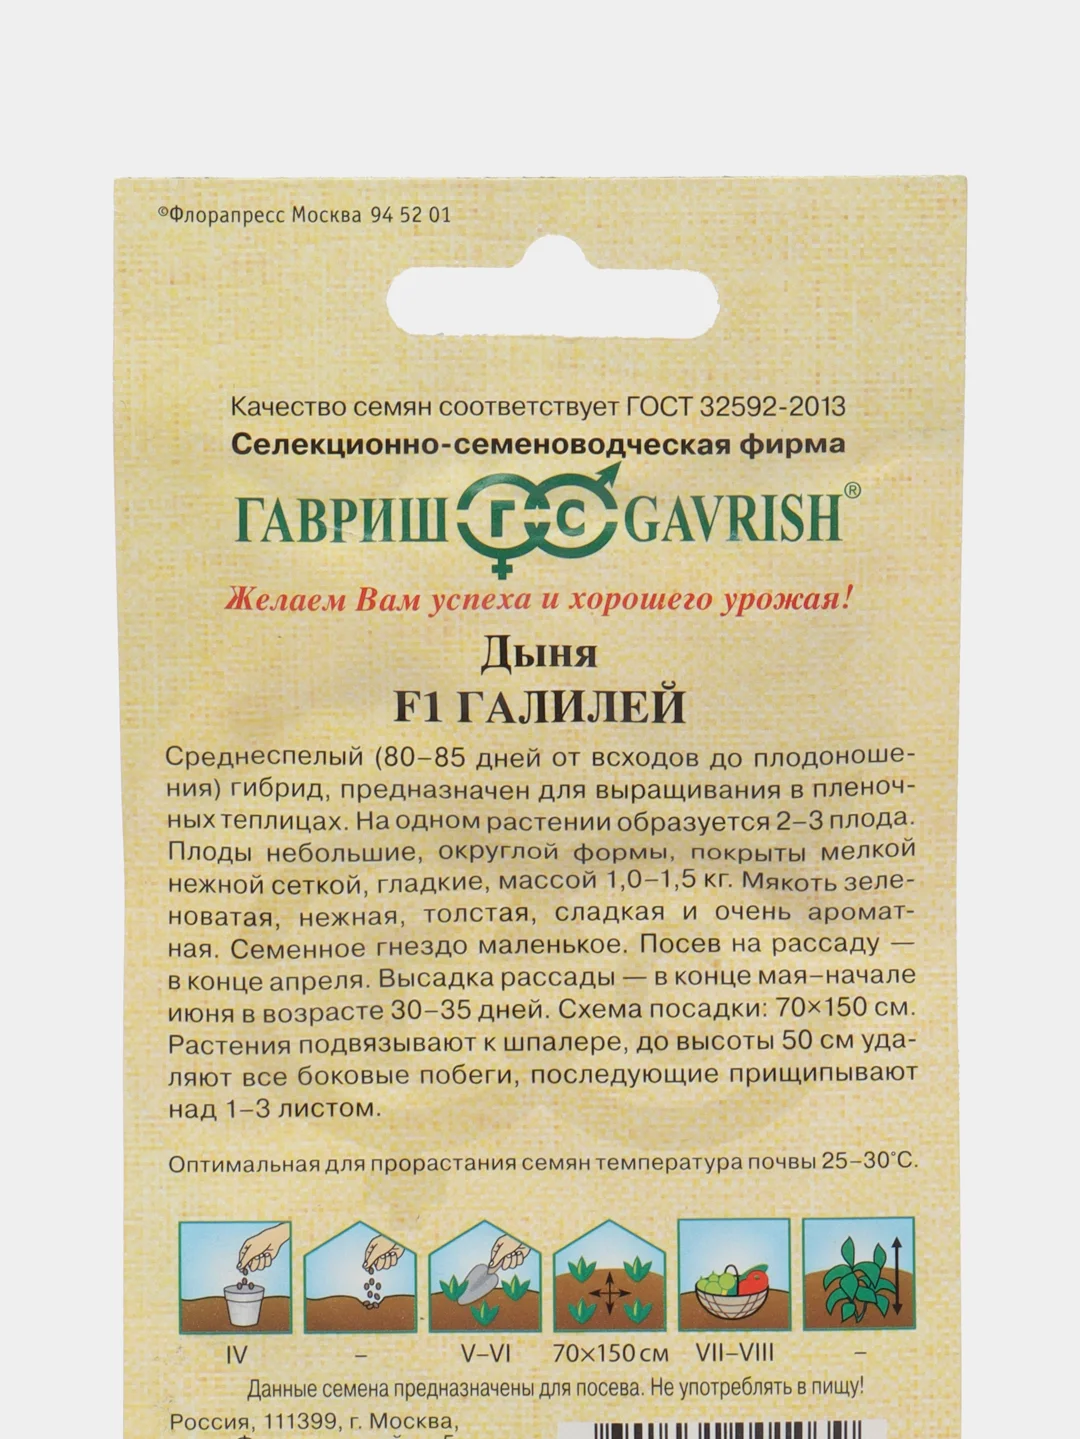 ©Флорапресс Москва 94 52 01
Качество семян соответствует ГОСТ 32592-2013
Селекционно-семеноводческая фирма
ГАВРИШ ГС GAVRISH®
Желаем Вам успеха и хорошего урожая!
Дыня
F1 ГАЛИЛЕЙ
Среднеспелый (80–85 дней от всходов до плодоноше-
ния) гибрид, предназначен для выращивания в пленоч-
ных теплицах. На одном растении образуется 2–3 плода.
Плоды небольшие, округлой формы, покрыты мелкой
нежной сеткой, гладкие, массой 1,0–1,5 кг. Мякоть зеле-
новатая, нежная, толстая, сладкая и очень аромат-
ная. Семенное гнездо маленькое. Посев на рассаду —
в конце апреля. Высадка рассады — в конце мая–начале
июня в возрасте 30–35 дней. Схема посадки: 70×150 см.
Растения подвязывают к шпалере, до высоты 50 см уда-
ляют все боковые побеги, последующие прищипывают
над 1–3 листом.
Оптимальная для прорастания семян температура почвы 25–30°С.
IV – V–VI 70×150 см VII–VIII –
Данные семена предназначены для посева. Не употреблять в пищу!
Россия, 111399, г. Москва,